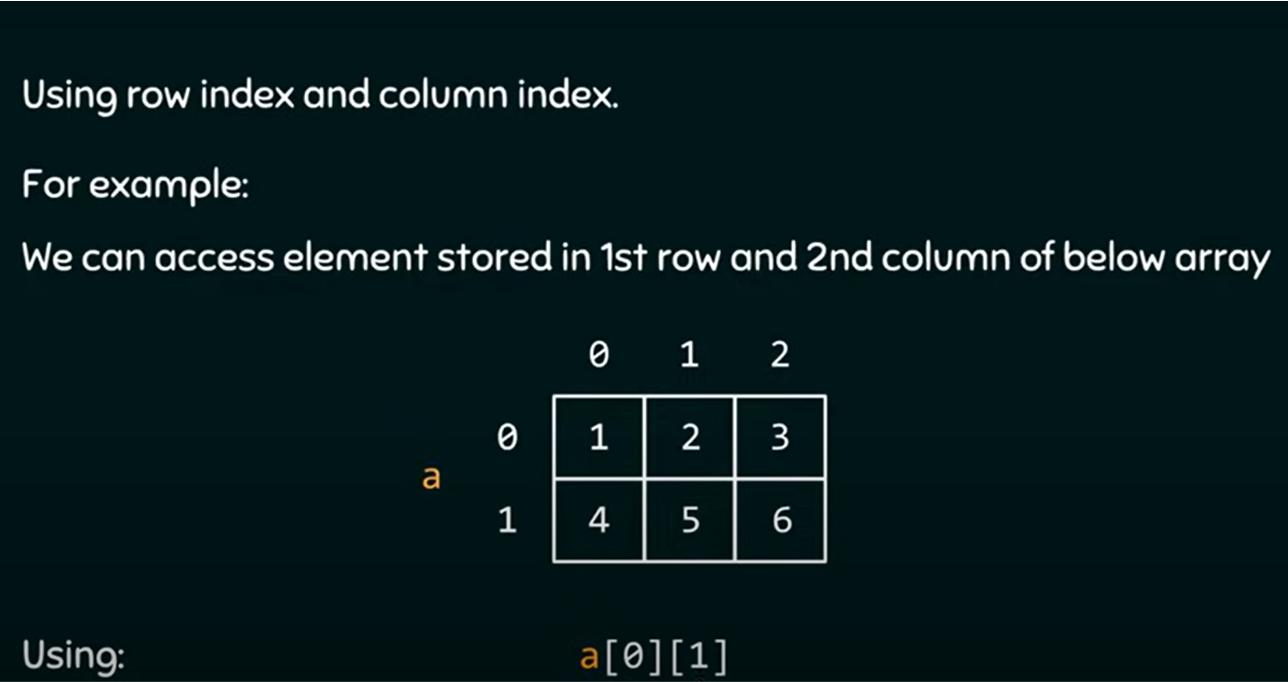 Using row index and column index.
For example:
We can access element stored in 1st row and 2nd column of below array
0 1 2
0 1 2 3
a
1 4 5 6
Using: a[0][1]